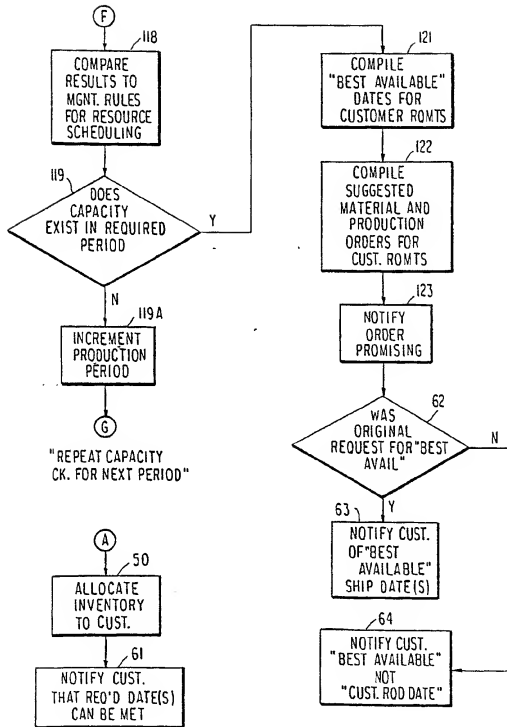 F
118
COMPARE
RESULTS TO
MGNT. RULES
FOR RESOURCE
SCHEDULING
119
DOES
CAPACITY
EXIST IN REQUIRED
PERIOD
Y
N
119A
INCREMENT
PRODUCTION
PERIOD
G
"REPEAT CAPACITY
CK. FOR NEXT PERIOD"
A
50
ALLOCATE
INVENTORY
TO CUST.
61
NOTIFY CUST.
THAT REQ'D DATE(S)
CAN BE MET
121
COMPILE
"BEST AVAILABLE"
DATES FOR
CUSTOMER RQMTS
122
COMPILE
SUGGESTED
MATERIAL AND
PRODUCTION
ORDERS FOR
CUST. RQMTS
123
NOTIFY
ORDER
PROMISING
62
WAS
ORIGINAL
REQUEST FOR "BEST
AVAIL"
N
Y
63
NOTIFY CUST.
OF "BEST
AVAILABLE"
SHIP DATE(S)
64
NOTIFY CUST.
"BEST AVAILABLE"
NOT
"CUST. RQD DATE"